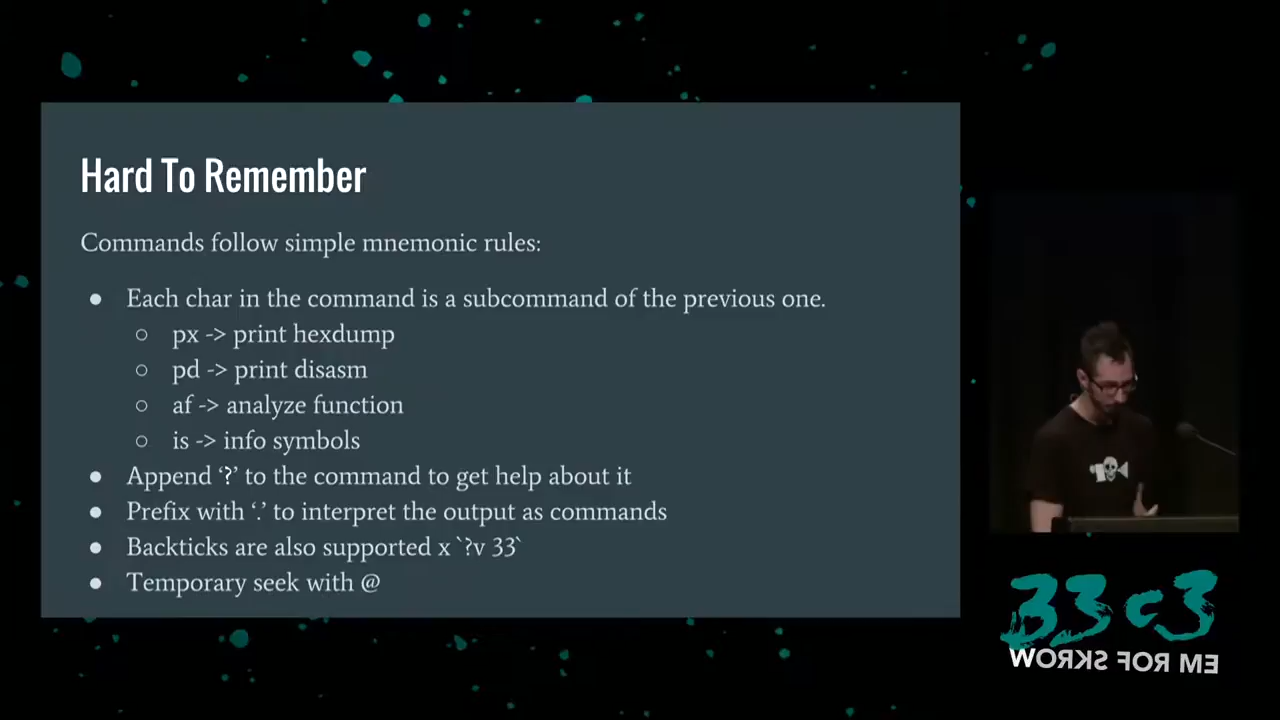 Hard To Remember
Commands follow simple mnemonic rules:
● Each char in the command is a subcommand of the previous one.
○ px -> print hexdump
○ pd -> print disasm
○ af -> analyze function
○ is -> info symbols
● Append ‘?’ to the command to get help about it
● Prefix with ‘.’ to interpret the output as commands
● Backticks are also supported x `?v 33`
● Temporary seek with @
33c3
WORKS FOR ME